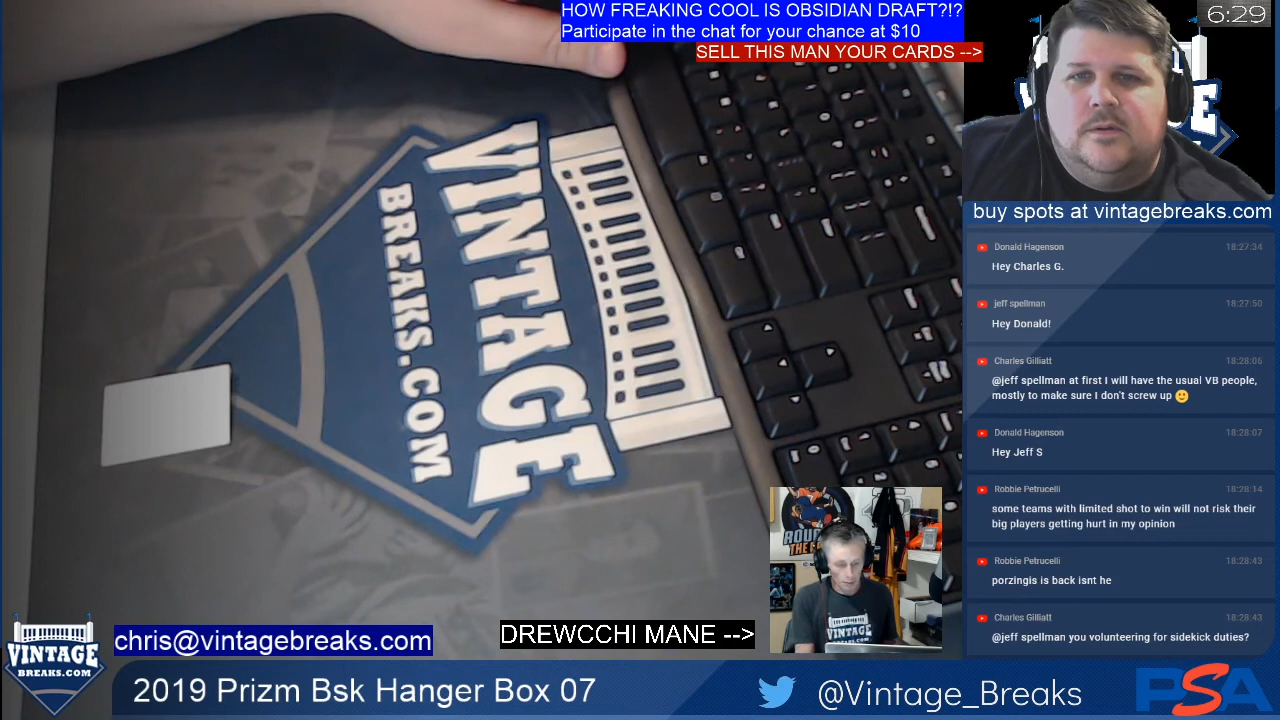 HOW FREAKING COOL IS OBSIDIAN DRAFT?!?
Participate in the chat for your chance at $10
SELL THIS MAN YOUR CARDS -->
6:29
buy spots at vintagebreaks.com
Donald Hagenson 18:27:34
Hey Charles G.
jeff spellman 18:27:50
Hey Donald!
Charles Gilliatt 18:28:06
@jeff spellman at first I will have the usual VB people,
mostly to make sure I don't screw up 🙂
Donald Hagenson 18:28:07
Hey Jeff S
Robbie Petrucelli 18:28:14
some teams with limited shot to win will not risk their
big players getting hurt in my opinion
Robbie Petrucelli 18:28:43
porzingis is back isnt he
Charles Gilliatt 18:28:43
@jeff spellman you volunteering for sidekick duties?
VINTAGE
BREAKS.COM
VINTAGE
chris@vintagebreaks.com
DREWCCHI MANE -->
VINTAGE
BREAKS.COM
2019 Prizm Bsk Hanger Box 07
@Vintage_Breaks
PSA